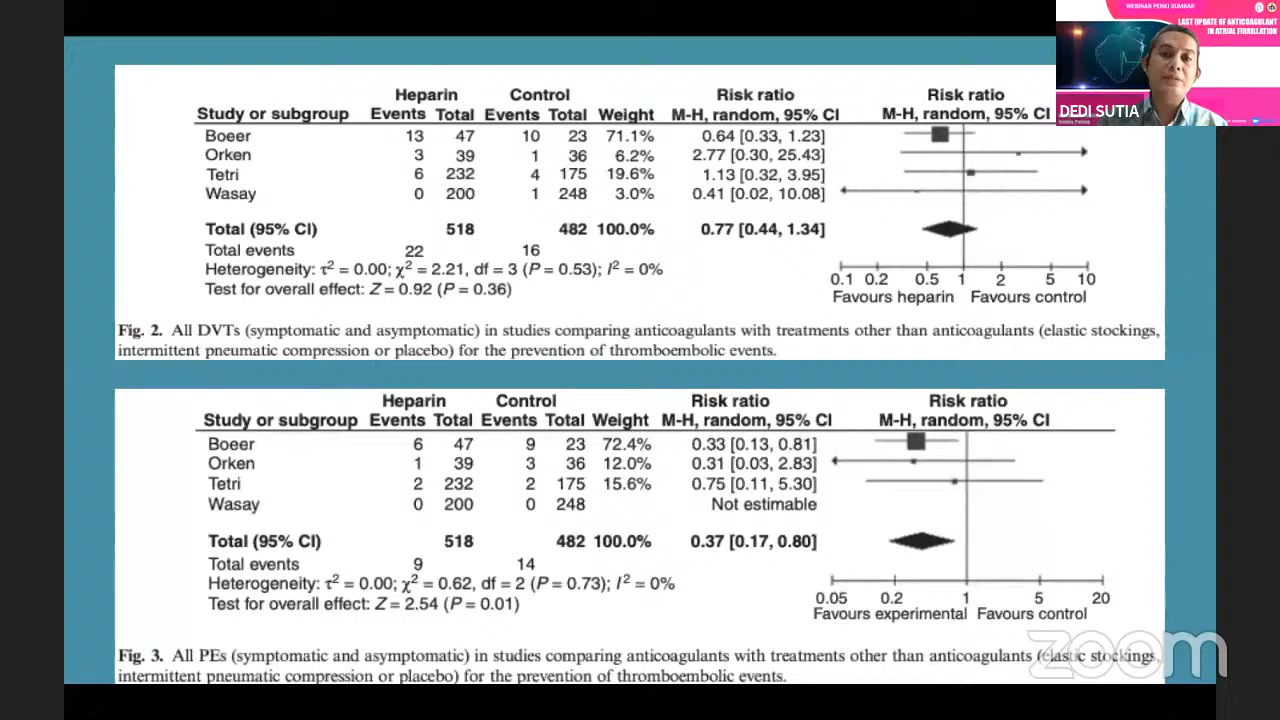 WEBINAR PERKI SUMBAR
LAST UPDATE OF ANTICOAGULANT
IN ATRIAL FIBRILLATION
DEDI SUTIA
Heparin Control Risk ratio Risk ratio
Study or subgroup Events Total Events Total Weight M-H, random, 95% CI M-H, random, 95% CI
Boeer 13 47 10 23 71.1% 0.64 [0.33, 1.23]
Orken 3 39 1 36 6.2% 2.77 [0.30, 25.43]
Tetri 6 232 4 175 19.6% 1.13 [0.32, 3.95]
Wasay 0 200 1 248 3.0% 0.41 [0.02, 10.08]
Total (95% CI) 518 482 100.0% 0.77 [0.44, 1.34]
Total events 22 16
Heterogeneity: τ² = 0.00; χ² = 2.21, df = 3 (P = 0.53); I² = 0%
Test for overall effect: Z = 0.92 (P = 0.36)
0.1 0.2 0.5 1 2 5 10
Favours heparin Favours control
Fig. 2. All DVTs (symptomatic and asymptomatic) in studies comparing anticoagulants with treatments other than anticoagulants (elastic stockings,
intermittent pneumatic compression or placebo) for the prevention of thromboembolic events.
Heparin Control Risk ratio Risk ratio
Study or subgroup Events Total Events Total Weight M-H, random, 95% CI M-H, random, 95% CI
Boeer 6 47 9 23 72.4% 0.33 [0.13, 0.81]
Orken 1 39 3 36 12.0% 0.31 [0.03, 2.83]
Tetri 2 232 2 175 15.6% 0.75 [0.11, 5.30]
Wasay 0 200 0 248 Not estimable
Total (95% CI) 518 482 100.0% 0.37 [0.17, 0.80]
Total events 9 14
Heterogeneity: τ² = 0.00; χ² = 0.62, df = 2 (P = 0.73); I² = 0%
Test for overall effect: Z = 2.54 (P = 0.01)
0.05 0.2 1 5 20
Favours experimental Favours control
Fig. 3. All PEs (symptomatic and asymptomatic) in studies comparing anticoagulants with treatments other than anticoagulants (elastic stockings,
intermittent pneumatic compression or placebo) for the prevention of thromboembolic events.
zoom